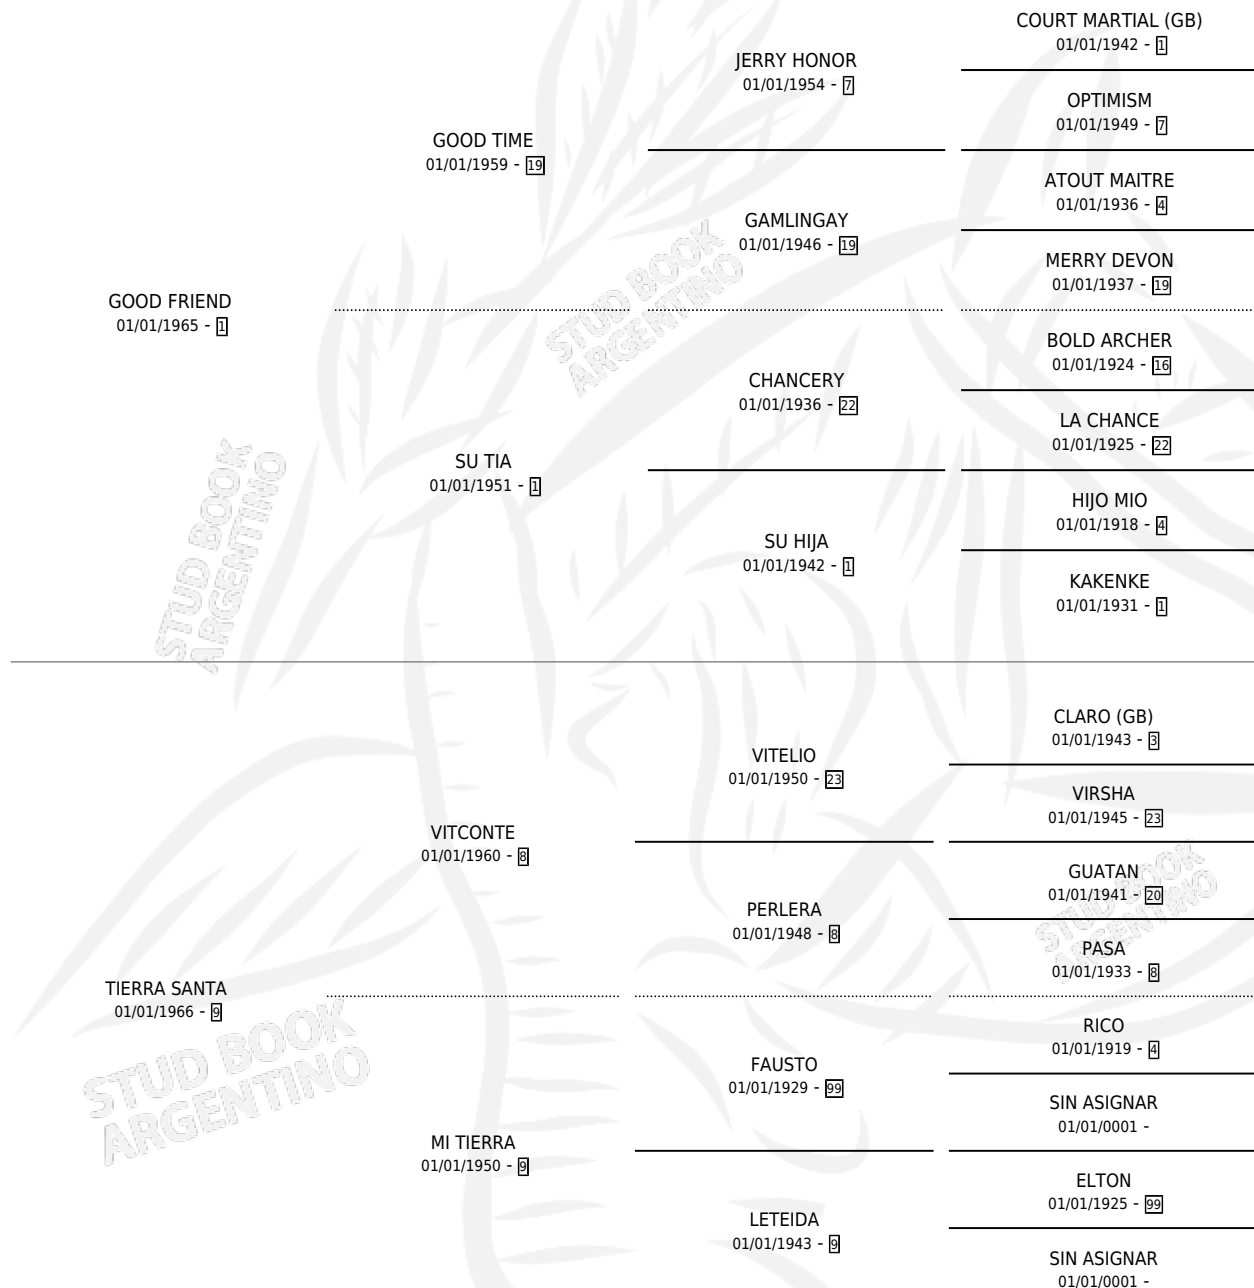 COURT MARTIAL (GB)
01/01/1942 - 1
JERRY HONOR
01/01/1954 - 7
OPTIMISM
01/01/1949 - 7
GOOD TIME
01/01/1959 - 19
ATOUT MAITRE
01/01/1936 - 4
GAMLINGAY
01/01/1946 - 19
MERRY DEVON
01/01/1937 - 19
GOOD FRIEND
01/01/1965 - 1
BOLD ARCHER
01/01/1924 - 16
CHANCERY
01/01/1936 - 22
LA CHANCE
01/01/1925 - 22
SU TIA
01/01/1951 - 1
HIJO MIO
01/01/1918 - 4
SU HIJA
01/01/1942 - 1
KAKENKE
01/01/1931 - 1
STUD BOOK
ARGENTINO
STUD BOOK
ARGENTINO
CLARO (GB)
01/01/1943 - 3
VITELIO
01/01/1950 - 23
VIRSHA
01/01/1945 - 23
VITCONTE
01/01/1960 - 8
GUATAN
01/01/1941 - 20
PERLERA
01/01/1948 - 8
PASA
01/01/1933 - 8
TIERRA SANTA
01/01/1966 - 9
RICO
01/01/1919 - 4
FAUSTO
01/01/1929 - 99
SIN ASIGNAR
01/01/0001 -
MI TIERRA
01/01/1950 - 9
ELTON
01/01/1925 - 99
LETEIDA
01/01/1943 - 9
SIN ASIGNAR
01/01/0001 -
STUD BOOK
ARGENTINO
STUD BOOK
ARGENTINO